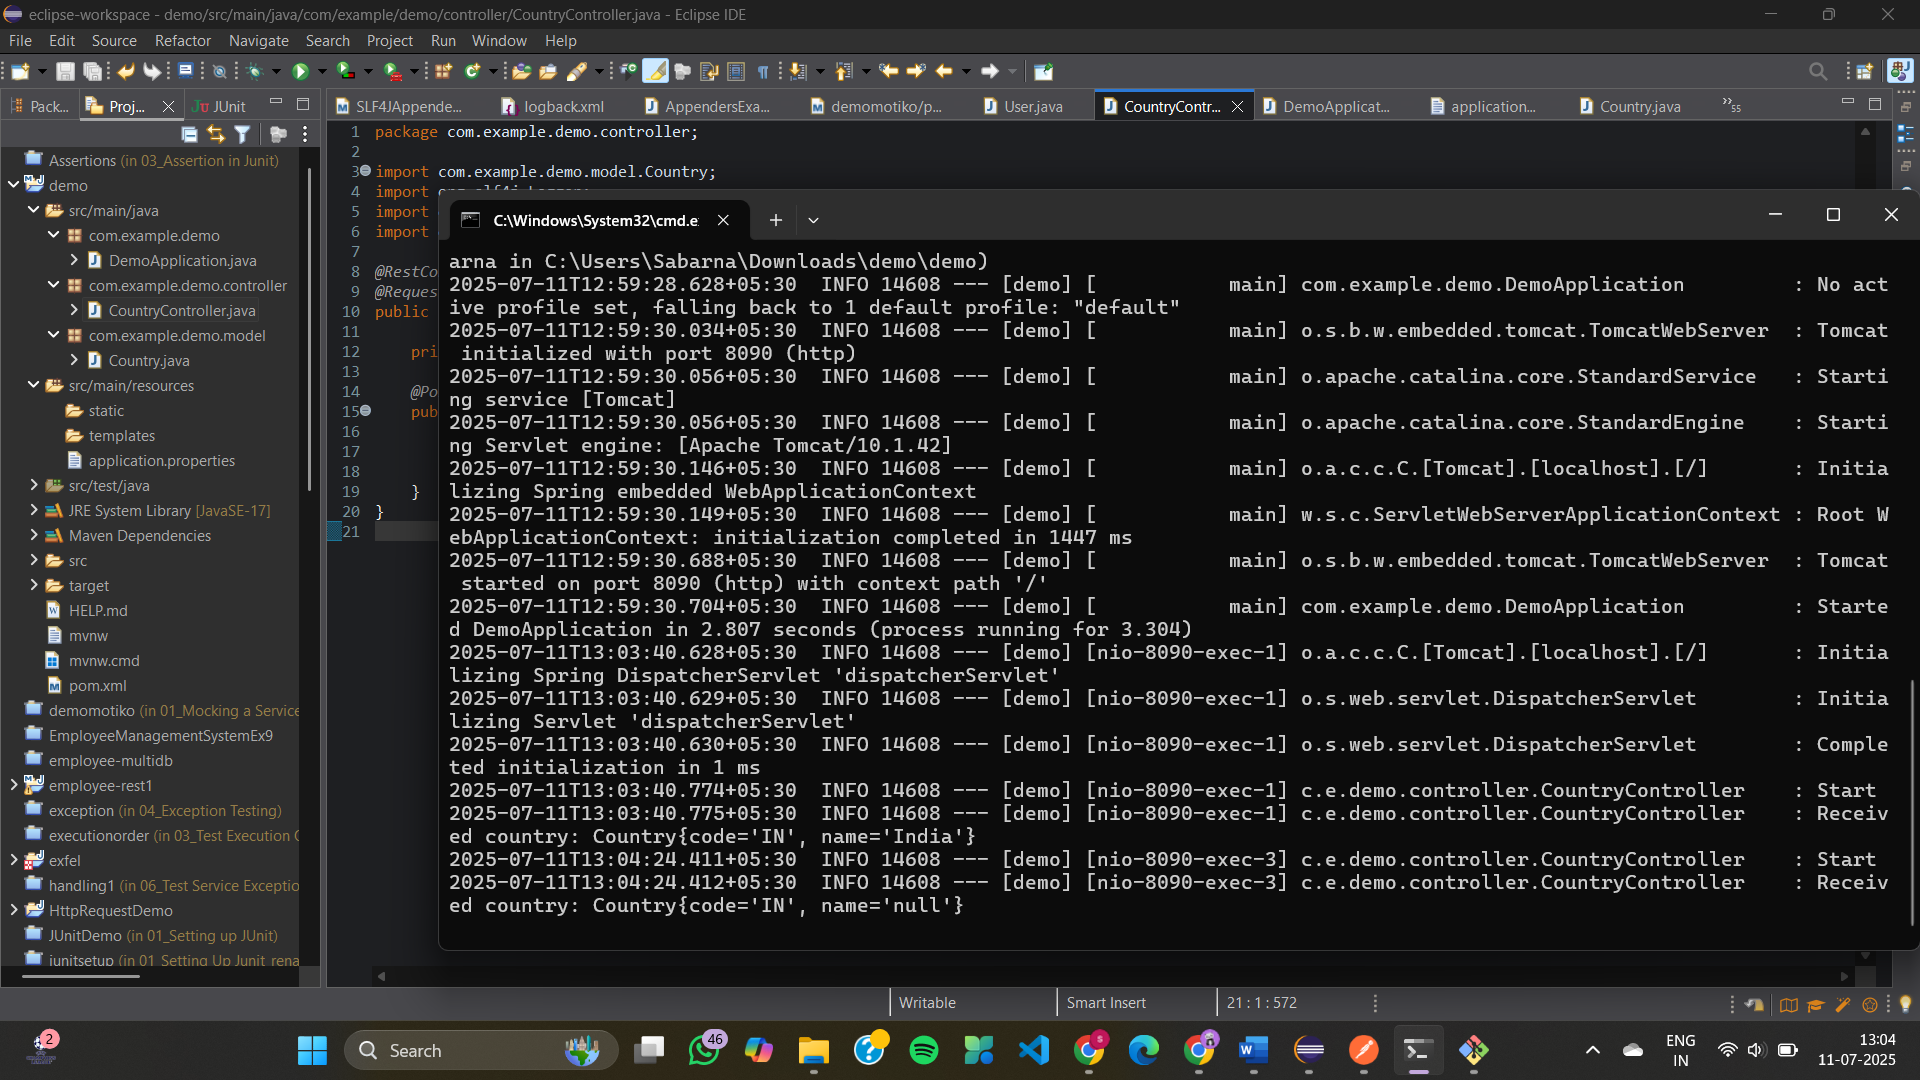 eclipse-workspace - demo/src/main/java/com/example/demo/controller/CountryController.java - Eclipse IDE
File Edit Source Refactor Navigate Search Project Run Window Help
Pack... Proj... JUnit
SLF4JAppende... logback.xml AppendersExa... demomotiko/p... User.java CountryContr... DemoApplicat... application... Country.java »55
Assertions (in 03_Assertion in Junit)
demo
src/main/java
com.example.demo
DemoApplication.java
com.example.demo.controller
CountryController.java
com.example.demo.model
Country.java
src/main/resources
static
templates
application.properties
src/test/java
JRE System Library [JavaSE-17]
Maven Dependencies
src
target
HELP.md
mvnw
mvnw.cmd
pom.xml
demomotiko (in 01_Mocking a Service
EmployeeManagementSystemEx9
employee-multidb
employee-rest1
exception (in 04_Exception Testing)
executionorder (in 03_Test Execution
exfel
handling1 (in 06_Test Service Exceptio
HttpRequestDemo
JUnitDemo (in 01_Setting up JUnit)
junitsetup (in 01_Setting Up Junit_rena
1 package com.example.demo.controller;
2
3 import com.example.demo.model.Country;
4 import
5 import
6 import
7
8 @RestCo
9 @Reques
10 public
11
12 pri
13
14 @Po
15 pub
16
17
18
19 }
20 }
21
C:\Windows\System32\cmd.e
arna in C:\Users\Sabarna\Downloads\demo\demo)
2025-07-11T12:59:28.628+05:30  INFO 14608 --- [demo] [           main] com.example.demo.DemoApplication         : No act
ive profile set, falling back to 1 default profile: "default"
2025-07-11T12:59:30.034+05:30  INFO 14608 --- [demo] [           main] o.s.b.w.embedded.tomcat.TomcatWebServer  : Tomcat
initialized with port 8090 (http)
2025-07-11T12:59:30.056+05:30  INFO 14608 --- [demo] [           main] o.apache.catalina.core.StandardService   : Starti
ng service [Tomcat]
2025-07-11T12:59:30.056+05:30  INFO 14608 --- [demo] [           main] o.apache.catalina.core.StandardEngine    : Starti
ng Servlet engine: [Apache Tomcat/10.1.42]
2025-07-11T12:59:30.146+05:30  INFO 14608 --- [demo] [           main] o.a.c.c.C.[Tomcat].[localhost].[/]       : Initia
lizing Spring embedded WebApplicationContext
2025-07-11T12:59:30.149+05:30  INFO 14608 --- [demo] [           main] w.s.c.ServletWebServerApplicationContext : Root W
ebApplicationContext: initialization completed in 1447 ms
2025-07-11T12:59:30.688+05:30  INFO 14608 --- [demo] [           main] o.s.b.w.embedded.tomcat.TomcatWebServer  : Tomcat
started on port 8090 (http) with context path '/'
2025-07-11T12:59:30.704+05:30  INFO 14608 --- [demo] [           main] com.example.demo.DemoApplication         : Starte
d DemoApplication in 2.807 seconds (process running for 3.304)
2025-07-11T13:03:40.628+05:30  INFO 14608 --- [demo] [nio-8090-exec-1] o.a.c.c.C.[Tomcat].[localhost].[/]       : Initia
lizing Spring DispatcherServlet 'dispatcherServlet'
2025-07-11T13:03:40.629+05:30  INFO 14608 --- [demo] [nio-8090-exec-1] o.s.web.servlet.DispatcherServlet        : Initia
lizing Servlet 'dispatcherServlet'
2025-07-11T13:03:40.630+05:30  INFO 14608 --- [demo] [nio-8090-exec-1] o.s.web.servlet.DispatcherServlet        : Comple
ted initialization in 1 ms
2025-07-11T13:03:40.774+05:30  INFO 14608 --- [demo] [nio-8090-exec-1] c.e.demo.controller.CountryController    : Start
2025-07-11T13:03:40.775+05:30  INFO 14608 --- [demo] [nio-8090-exec-1] c.e.demo.controller.CountryController    : Receiv
ed country: Country{code='IN', name='India'}
2025-07-11T13:04:24.411+05:30  INFO 14608 --- [demo] [nio-8090-exec-3] c.e.demo.controller.CountryController    : Start
2025-07-11T13:04:24.412+05:30  INFO 14608 --- [demo] [nio-8090-exec-3] c.e.demo.controller.CountryController    : Receiv
ed country: Country{code='IN', name='null'}
Writable Smart Insert 21 : 1 : 572
2 Search 46 ENG IN 13:04
11-07-2025